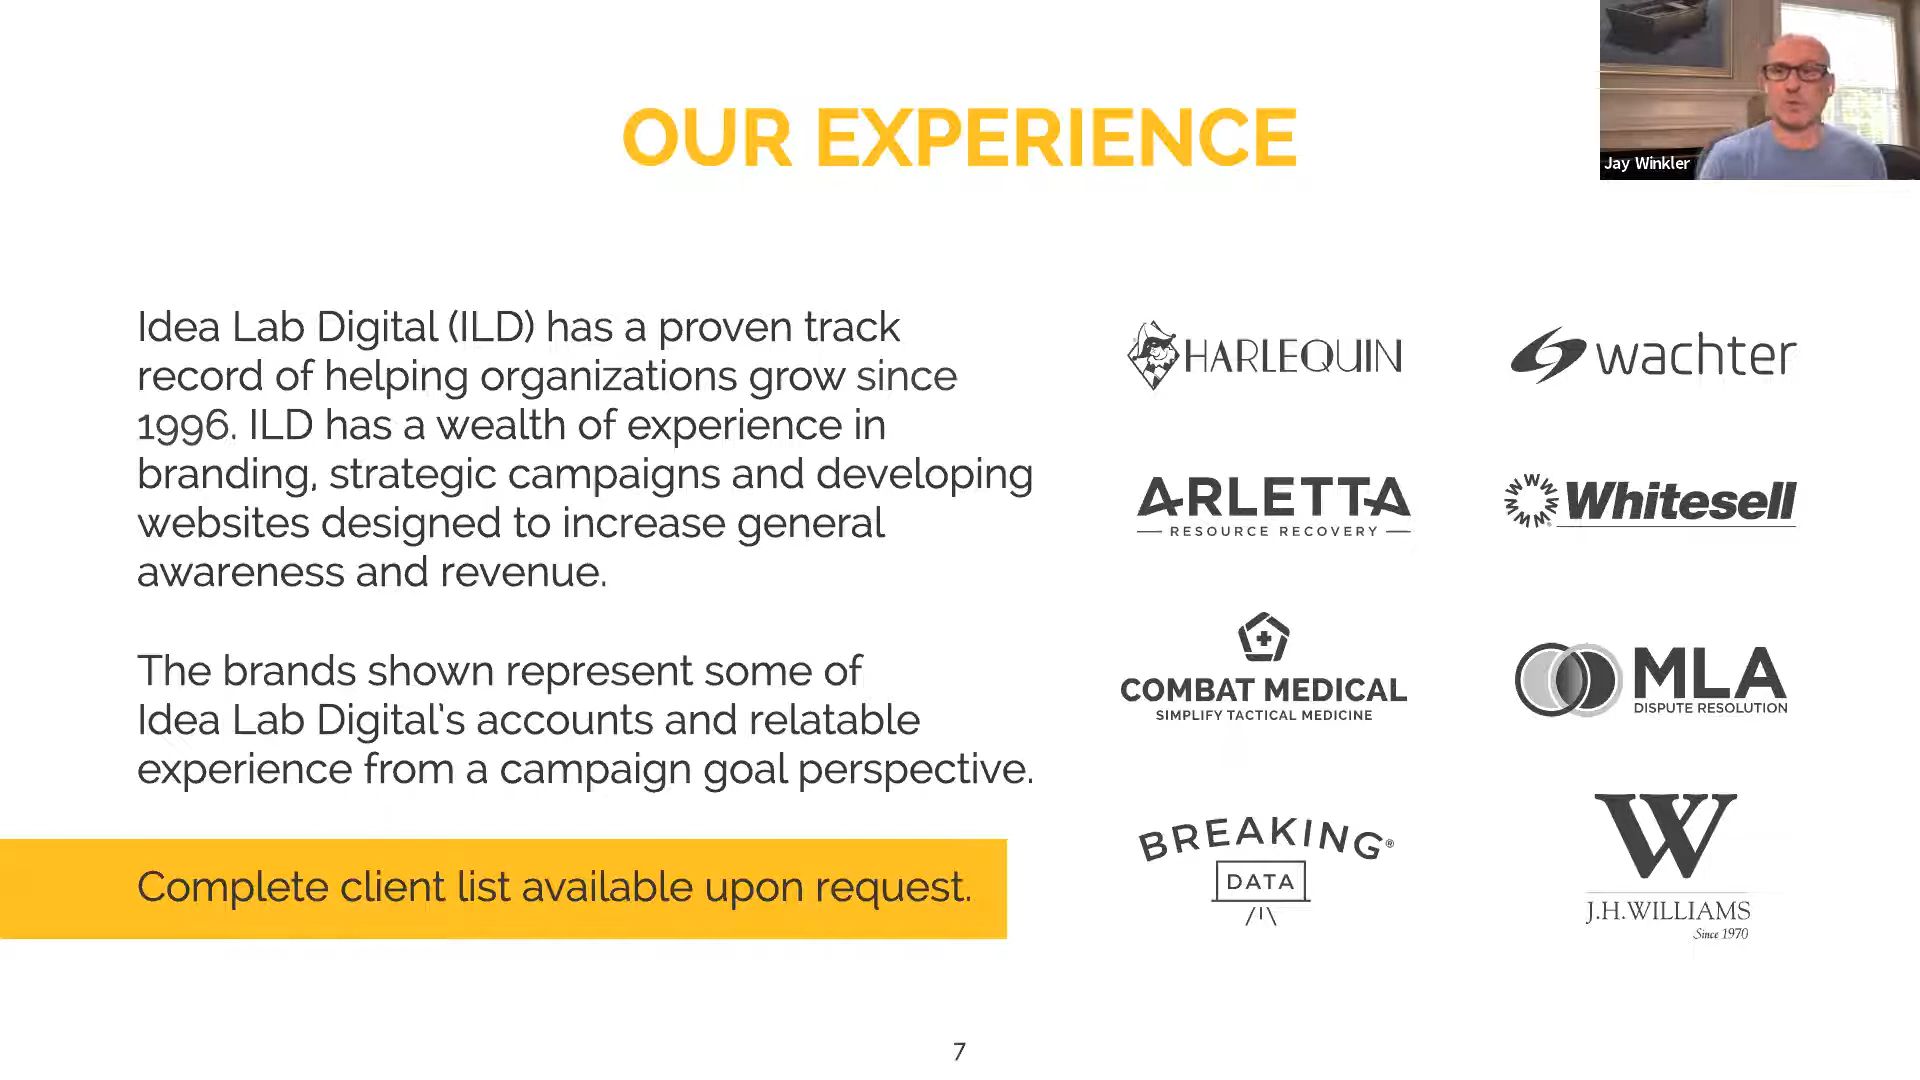 OUR EXPERIENCE
Jay Winkler
Idea Lab Digital (ILD) has a proven track
record of helping organizations grow since
1996. ILD has a wealth of experience in
branding, strategic campaigns and developing
websites designed to increase general
awareness and revenue.
The brands shown represent some of
Idea Lab Digital's accounts and relatable
experience from a campaign goal perspective.
Complete client list available upon request.
HARLEQUIN
wachter
ARLETTA
RESOURCE RECOVERY
Whitesell
COMBAT MEDICAL
SIMPLIFY TACTICAL MEDICINE
MLA
DISPUTE RESOLUTION
BREAKING®
DATA
W
J.H.WILLIAMS
Since 1970
7